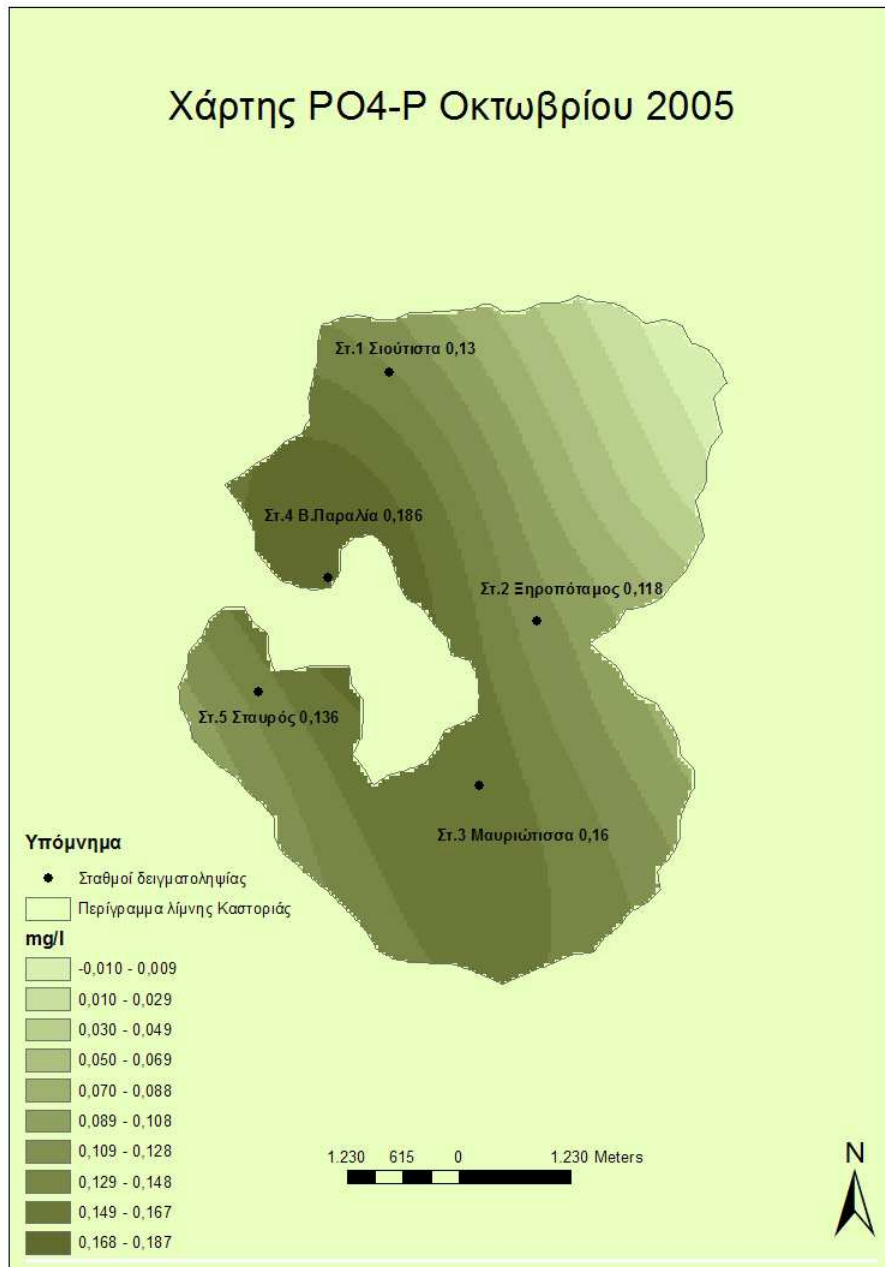 Χάρτης PO4-P Οκτωβρίου 2005
Στ.1 Σιούτιστα 0,13
Στ.4 Β.Παραλία 0,186
Στ.2 Ξηροπόταμος 0,118
Στ.5 Σταυρός 0,136
Στ.3 Μαυριώτισσα 0,16
Υπόμνημα
Σταθμοί δειγματοληψίας
Περίγραμμα λίμνης Καστοριάς
mg/l
-0,010 - 0,009
0,010 - 0,029
0,030 - 0,049
0,050 - 0,069
0,070 - 0,088
0,089 - 0,108
0,109 - 0,128
0,129 - 0,148
0,149 - 0,167
0,168 - 0,187
1.230 615 0 1.230 Meters
N